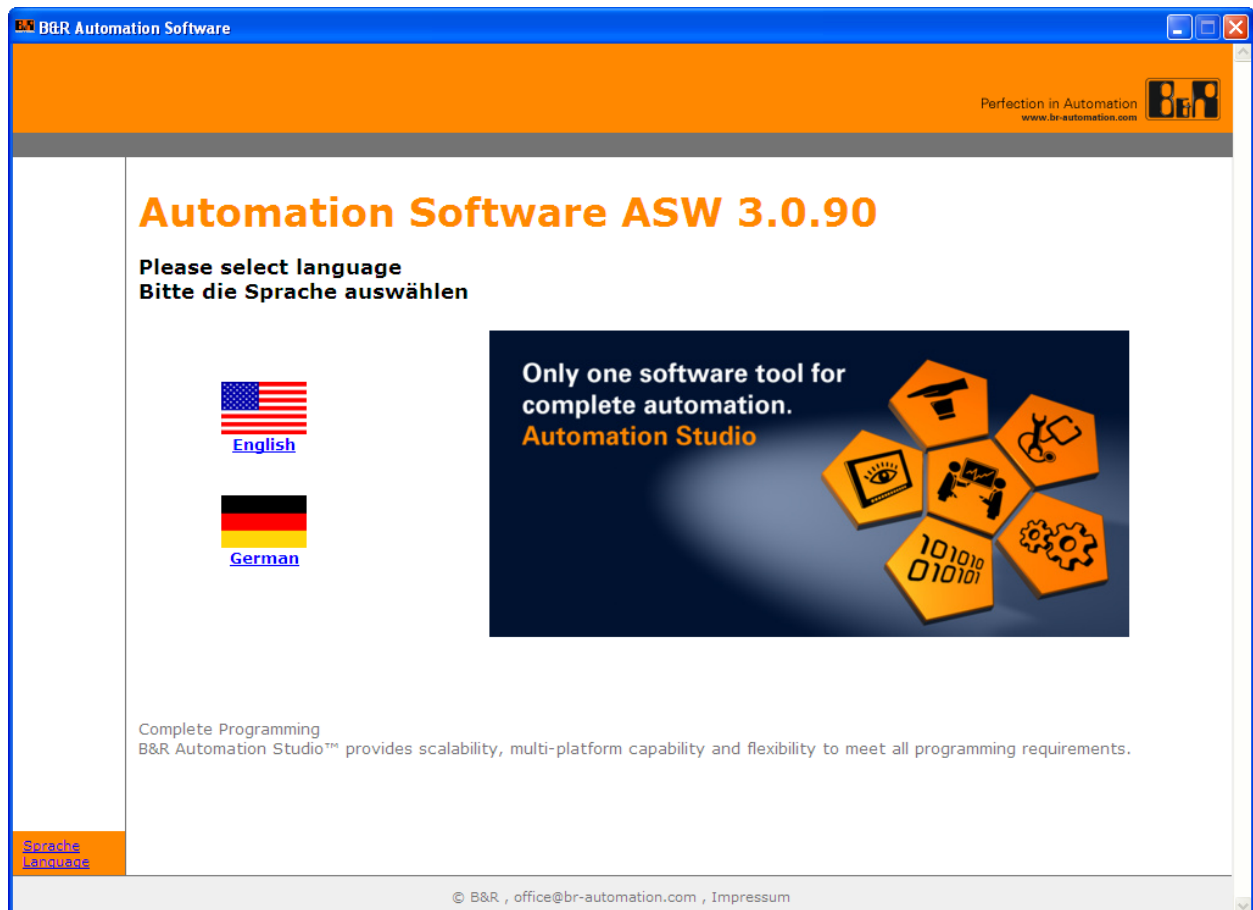 B&R Automation Software
Perfection in Automation
www.br-automation.com
B&R
Automation Software ASW 3.0.90
Please select language
Bitte die Sprache auswählen
English
German
Only one software tool for
complete automation.
Automation Studio
101010
010101
Complete Programming
B&R Automation Studio™ provides scalability, multi-platform capability and flexibility to meet all programming requirements.
Sprache
Language
© B&R , office@br-automation.com , Impressum